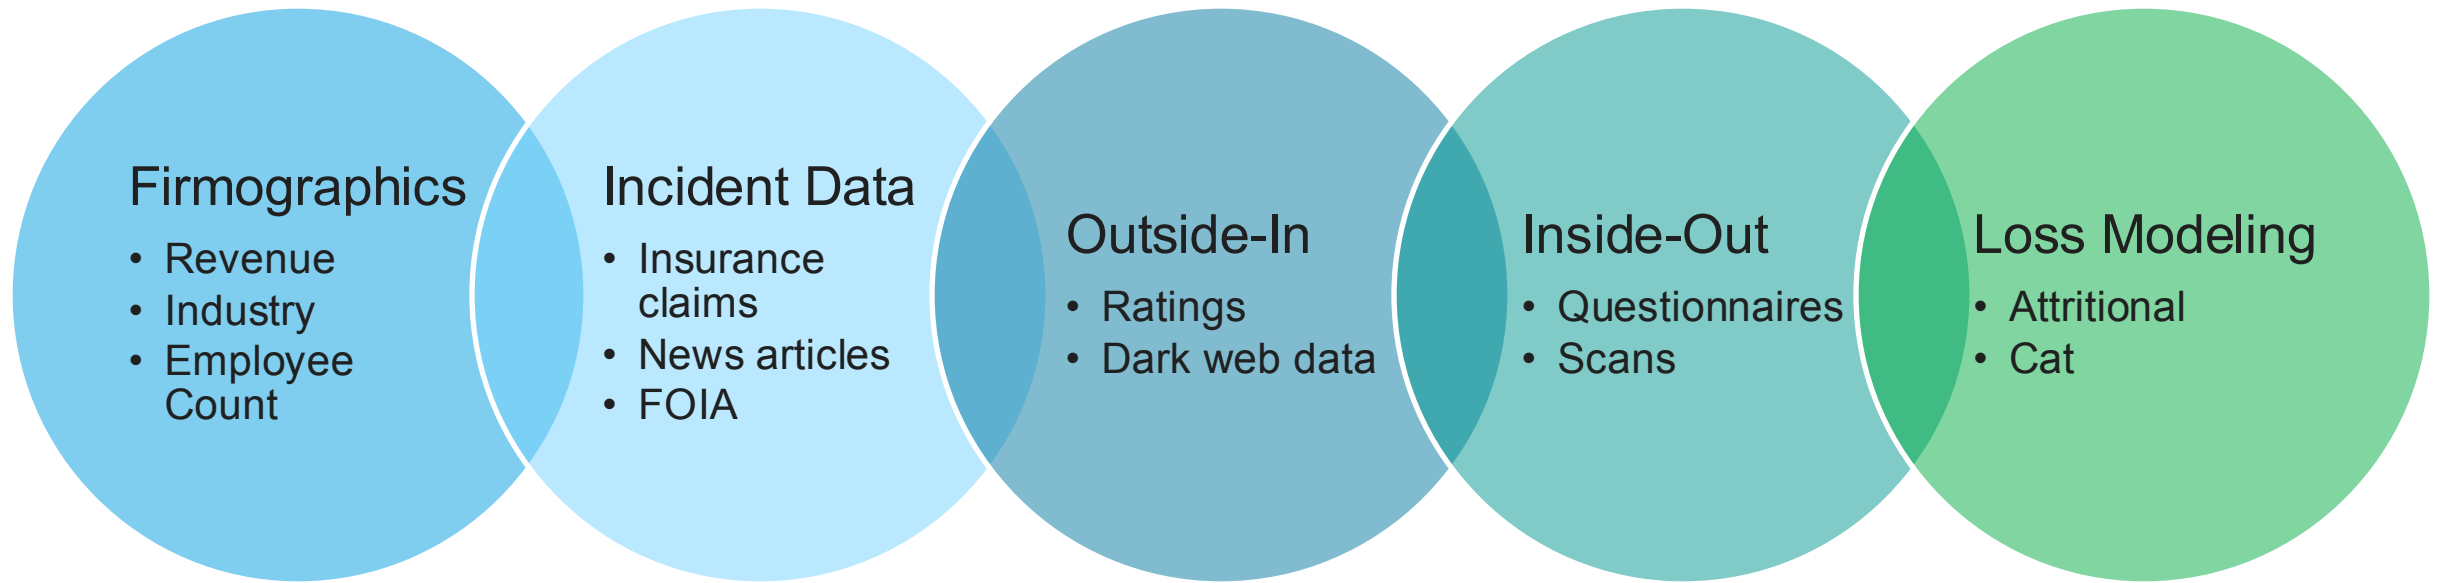 Firmographics
• Revenue
• Industry
• Employee
Count
Incident Data
• Insurance
claims
• News articles
• FOIA
Outside-In
• Ratings
• Dark web data
Inside-Out
• Questionnaires
• Scans
Loss Modeling
• Attritional
• Cat